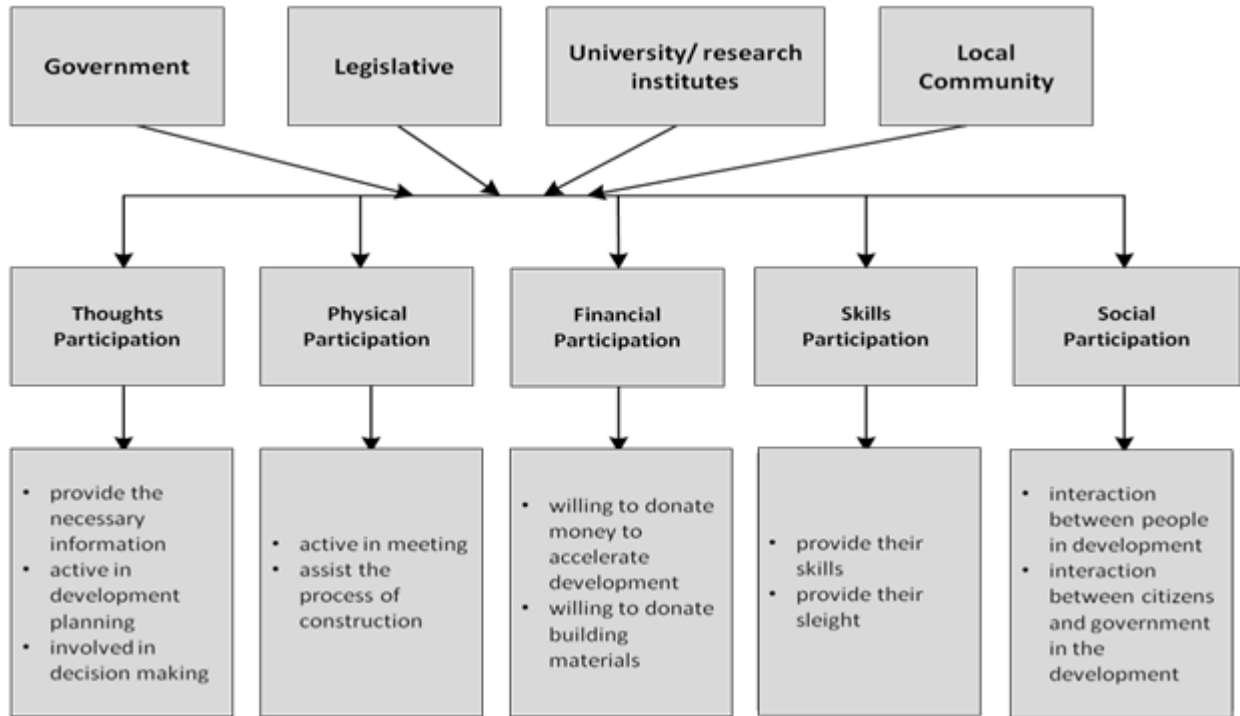 Government
Legislative
University/ research
institutes
Local
Community
Thoughts
Participation
Physical
Participation
Financial
Participation
Skills
Participation
Social
Participation
• provide the
necessary
information
• active in
development
planning
• involved in
decision making
• active in meeting
• assist the
process of
construction
• willing to donate
money to
accelerate
development
• willing to donate
building
materials
• provide their
skills
• provide their
sleight
• interaction
between people
in development
• interaction
between citizens
and government
in the
development